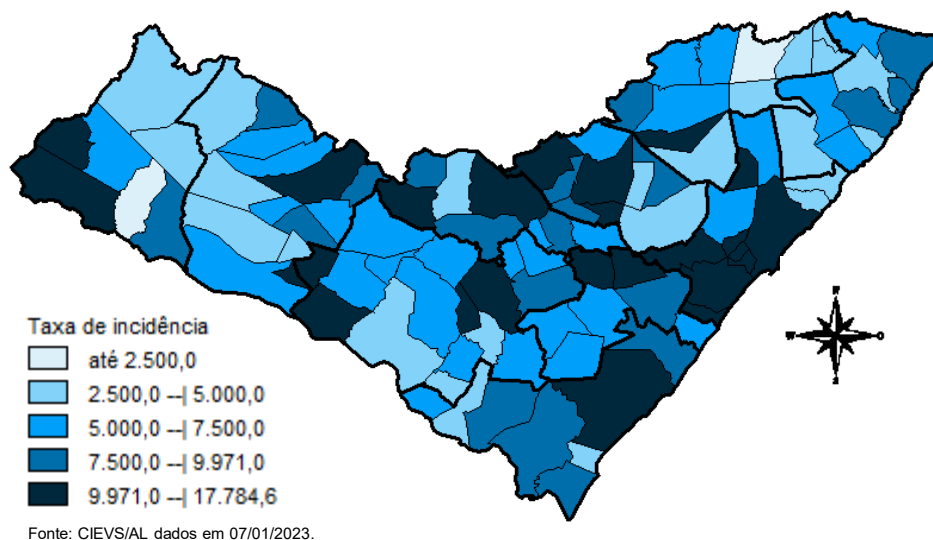 Taxa de incidência
até 2.500,0
2.500,0 --| 5.000,0
5.000,0 --| 7.500,0
7.500,0 --| 9.971,0
9.971,0 --| 17.784,6
Fonte: CIEVS/AL dados em 07/01/2023.